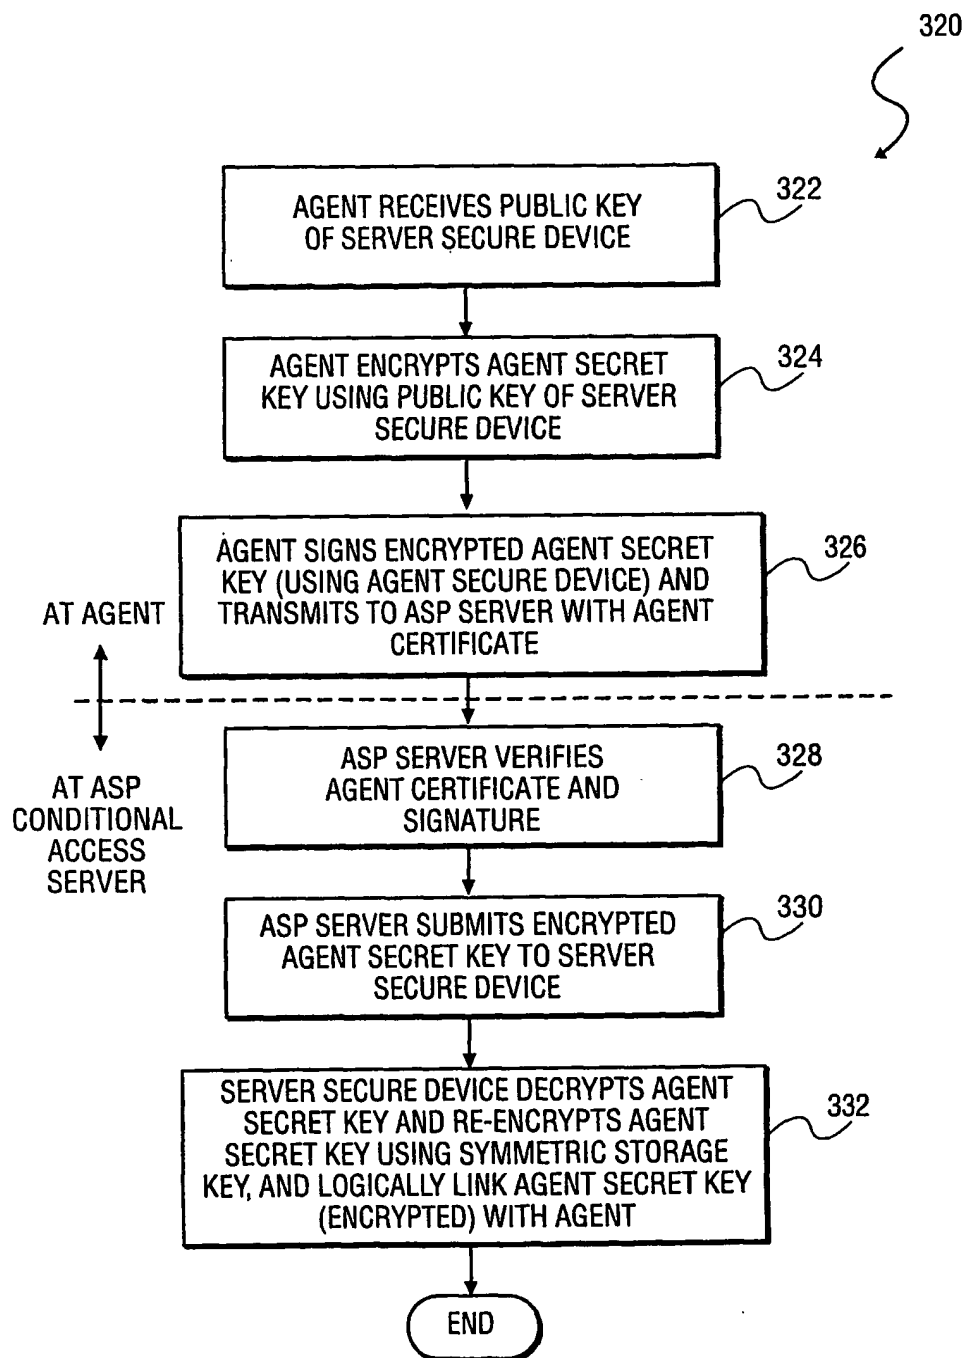 320
AGENT RECEIVES PUBLIC KEY
OF SERVER SECURE DEVICE
322
AGENT ENCRYPTS AGENT SECRET
KEY USING PUBLIC KEY OF SERVER
SECURE DEVICE
324
AGENT SIGNS ENCRYPTED AGENT SECRET
KEY (USING AGENT SECURE DEVICE) AND
TRANSMITS TO ASP SERVER WITH AGENT
CERTIFICATE
326
AT AGENT
AT ASP
CONDITIONAL
ACCESS
SERVER
ASP SERVER VERIFIES
AGENT CERTIFICATE AND
SIGNATURE
328
ASP SERVER SUBMITS ENCRYPTED
AGENT SECRET KEY TO SERVER
SECURE DEVICE
330
SERVER SECURE DEVICE DECRYPTS AGENT
SECRET KEY AND RE-ENCRYPTS AGENT
SECRET KEY USING SYMMETRIC STORAGE
KEY, AND LOGICALLY LINK AGENT SECRET KEY
(ENCRYPTED) WITH AGENT
332
END